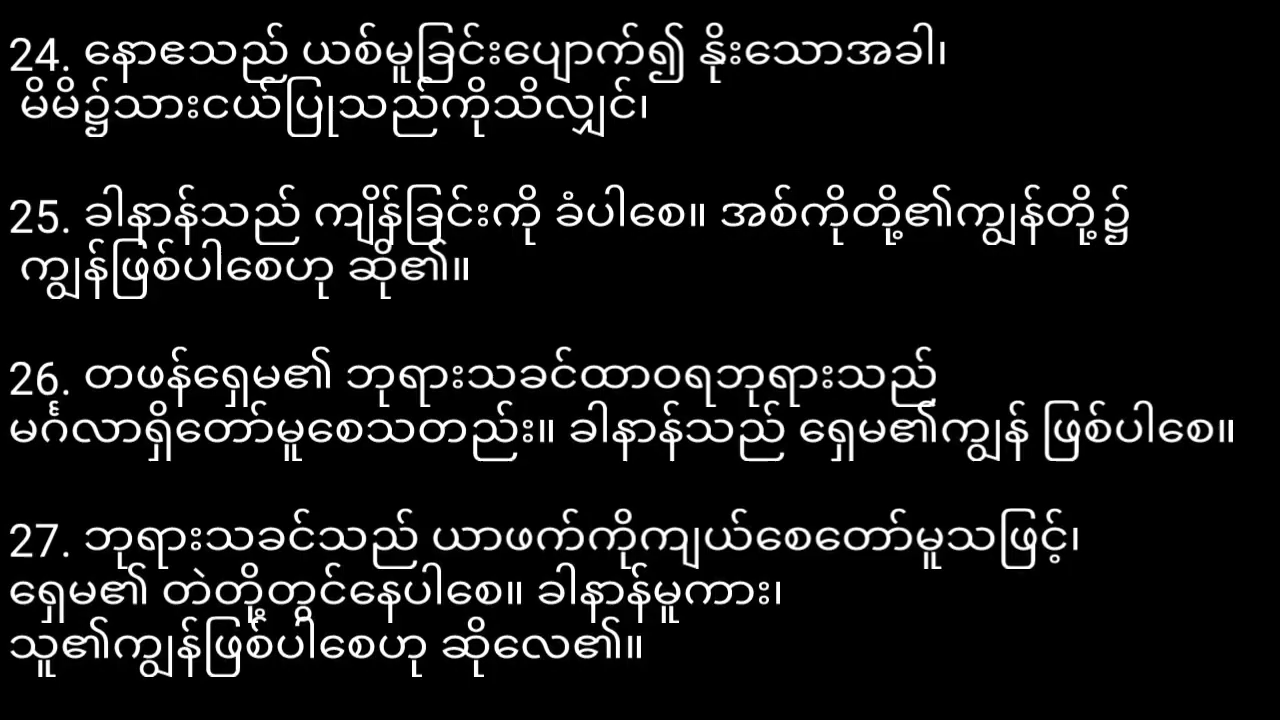 24. နောဧသည် ယစ်မူခြင်းပျောက်၍ နိုးသောအခါ၊
မိမိ၌သားငယ်ပြုသည်ကိုသိလျှင်၊
25. ခါနာန်သည် ကျိန်ခြင်းကို ခံပါစေ။ အစ်ကိုတို့၏ကျွန်တို့၌
ကျွန်ဖြစ်ပါစေဟု ဆို၏။
26. တဖန်ရှေမ၏ ဘုရားသခင်ထာဝရဘုရားသည်
မင်္ဂလာရှိတော်မူစေသတည်း။ ခါနာန်သည် ရှေမ၏ကျွန် ဖြစ်ပါစေ။
27. ဘုရားသခင်သည် ယာဖက်ကိုကျယ်စေတော်မူသဖြင့်၊
ရှေမ၏ တဲတို့တွင်နေပါစေ။ ခါနာန်မူကား၊
သူ၏ကျွန်ဖြစ်ပါစေဟု ဆိုလေ၏။